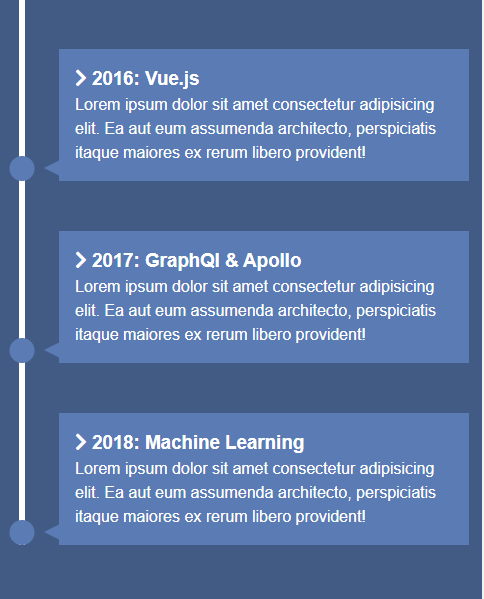 2016: Vue.js
Lorem ipsum dolor sit amet consectetur adipisicing
elit. Ea aut eum assumenda architecto, perspiciatis
itaque maiores ex rerum libero provident!
2017: GraphQl & Apollo
Lorem ipsum dolor sit amet consectetur adipisicing
elit. Ea aut eum assumenda architecto, perspiciatis
itaque maiores ex rerum libero provident!
2018: Machine Learning
Lorem ipsum dolor sit amet consectetur adipisicing
elit. Ea aut eum assumenda architecto, perspiciatis
itaque maiores ex rerum libero provident!